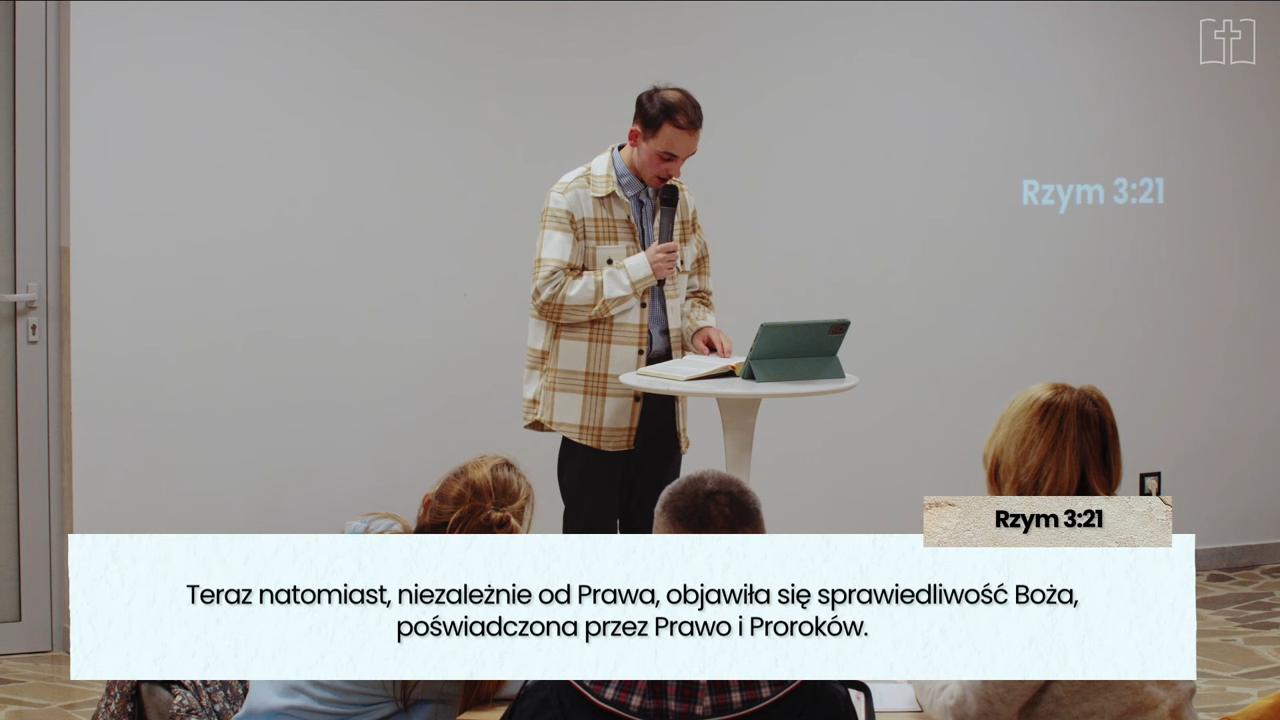 Rzym 3:21
Rzym 3:21
Teraz natomiast, niezależnie od Prawa, objawiła się sprawiedliwość Boża,
poświadczona przez Prawo i Proroków.